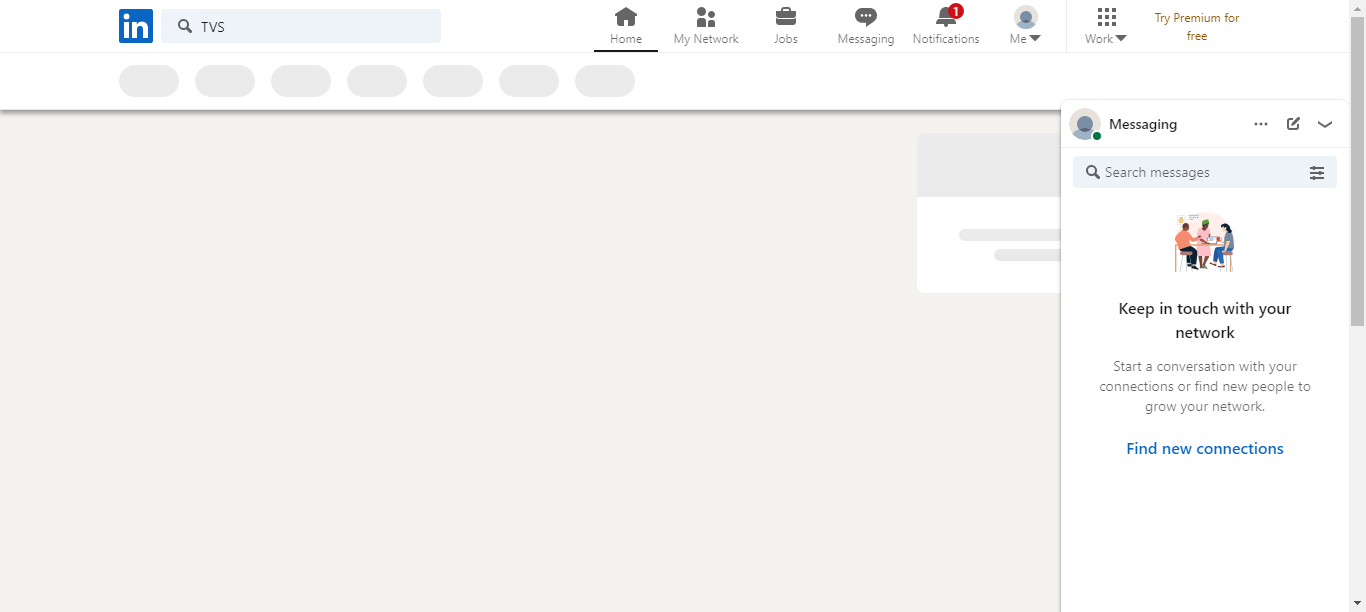 in
TVS
Home
My Network
Jobs
Messaging
1
Notifications
Me
Work
Try Premium for
free
Messaging
Search messages
Keep in touch with your
network
Start a conversation with your
connections or find new people to
grow your network.
Find new connections